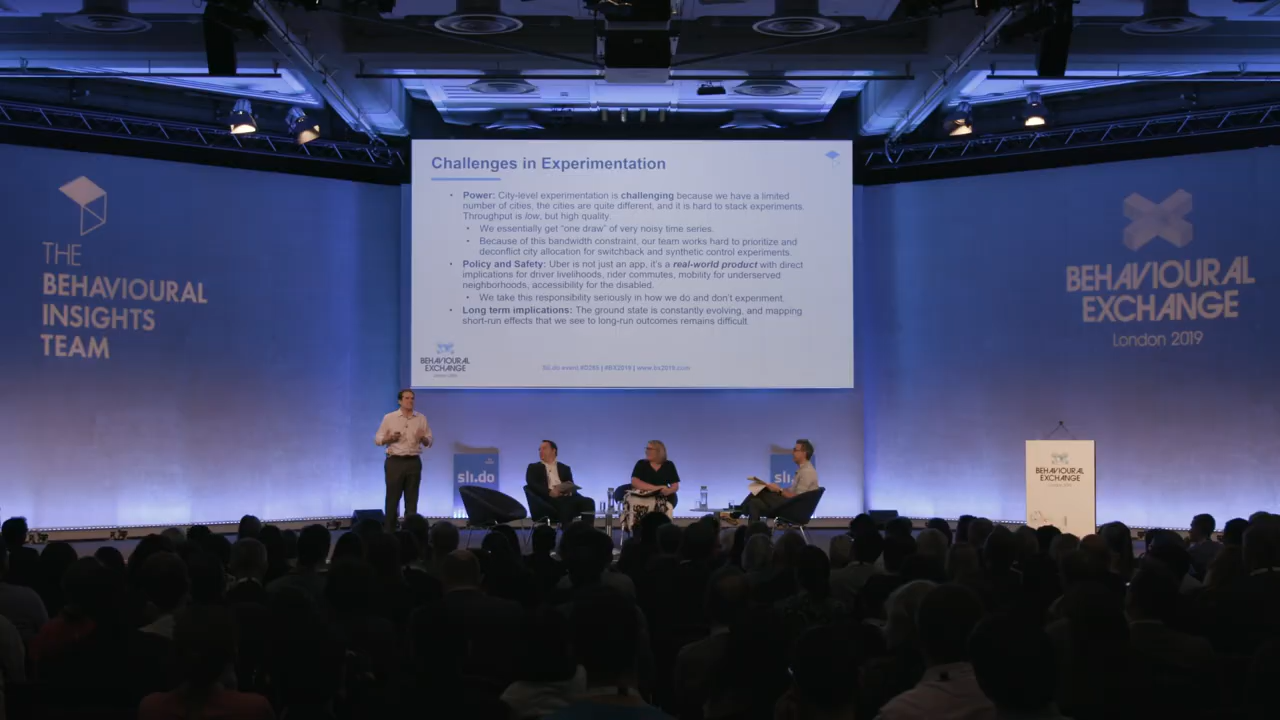 Challenges in Experimentation
• Power: City-level experimentation is challenging because we have a limited
number of cities, the cities are quite different, and it is hard to stack experiments.
Throughput is low, but high quality.
• We essentially get “one draw” of very noisy time series.
• Because of this bandwidth constraint, our team works hard to prioritize and
deconflict city allocation for switchback and synthetic control experiments.
• Policy and Safety: Uber is not just an app, it’s a real-world product with direct
implications for driver livelihoods, rider commutes, mobility for underserved
neighborhoods, accessibility for the disabled.
• We take this responsibility seriously in how we do and don’t experiment.
• Long term implications: The ground state is constantly evolving, and mapping
short-run effects that we see to long-run outcomes remains difficult.
BEHAVIOURAL
EXCHANGE
Sli.do event | #BX2019 | www.bx2019.com
THE
BEHAVIOURAL
INSIGHTS
TEAM
BEHAVIOURAL
EXCHANGE
London 2019
sli.do
sli
BEHAVIOURAL
EXCHANGE